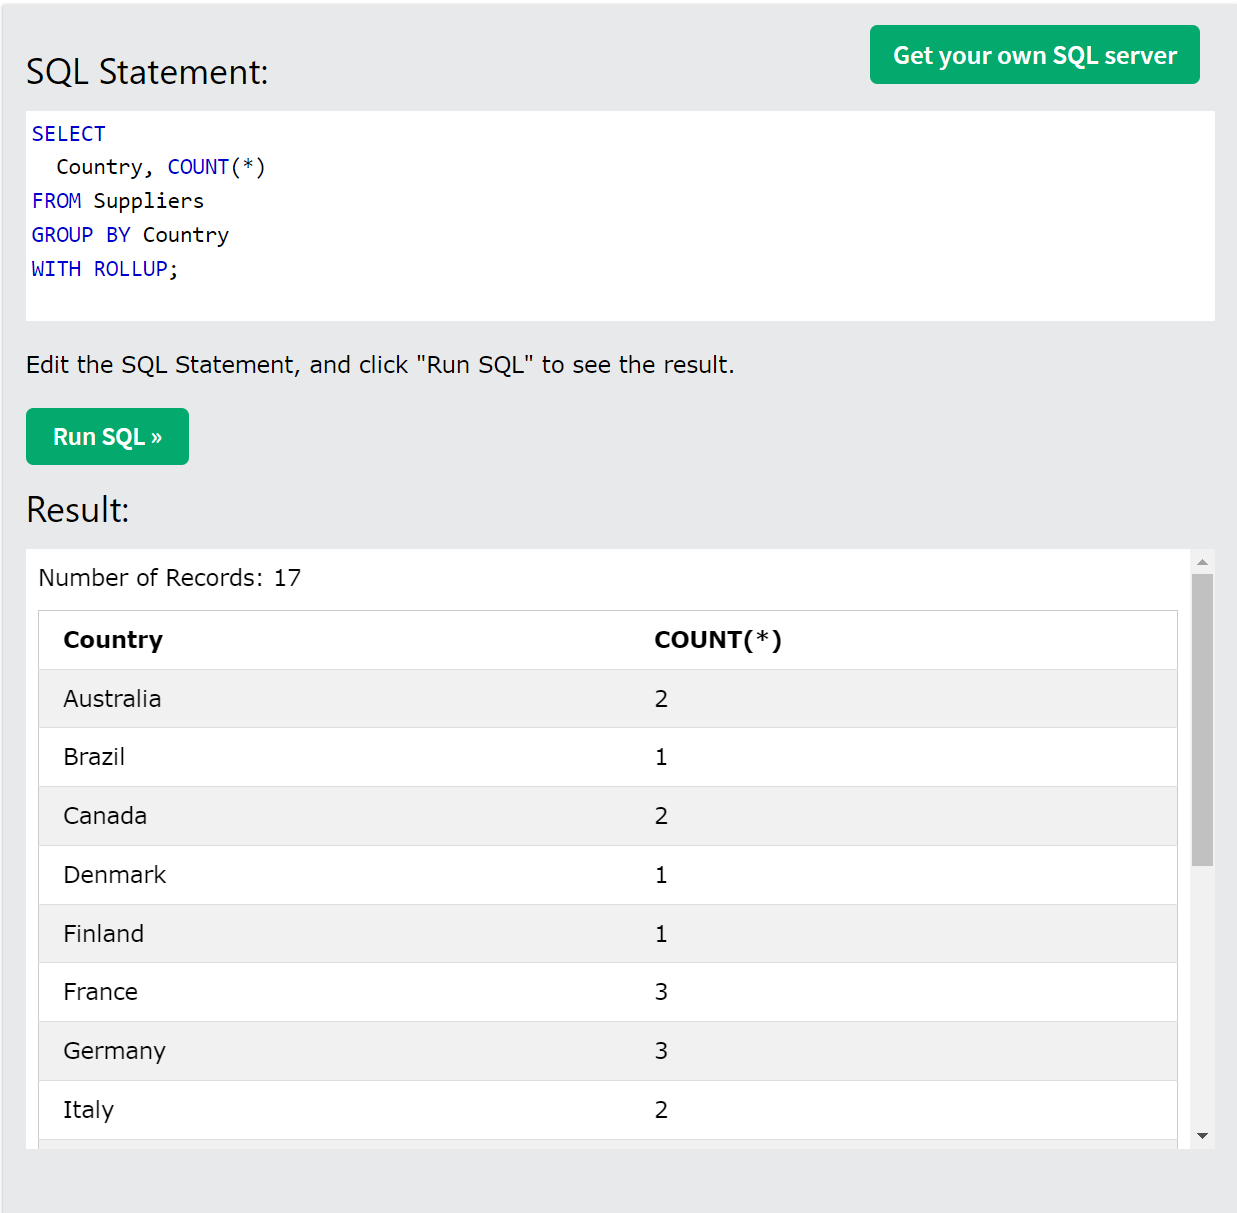 Get your own SQL server
SQL Statement:
SELECT
  Country, COUNT(*)
FROM Suppliers
GROUP BY Country
WITH ROLLUP;
Edit the SQL Statement, and click "Run SQL" to see the result.
Run SQL »
Result:
Number of Records: 17
Country COUNT(*)
Australia 2
Brazil 1
Canada 2
Denmark 1
Finland 1
France 3
Germany 3
Italy 2